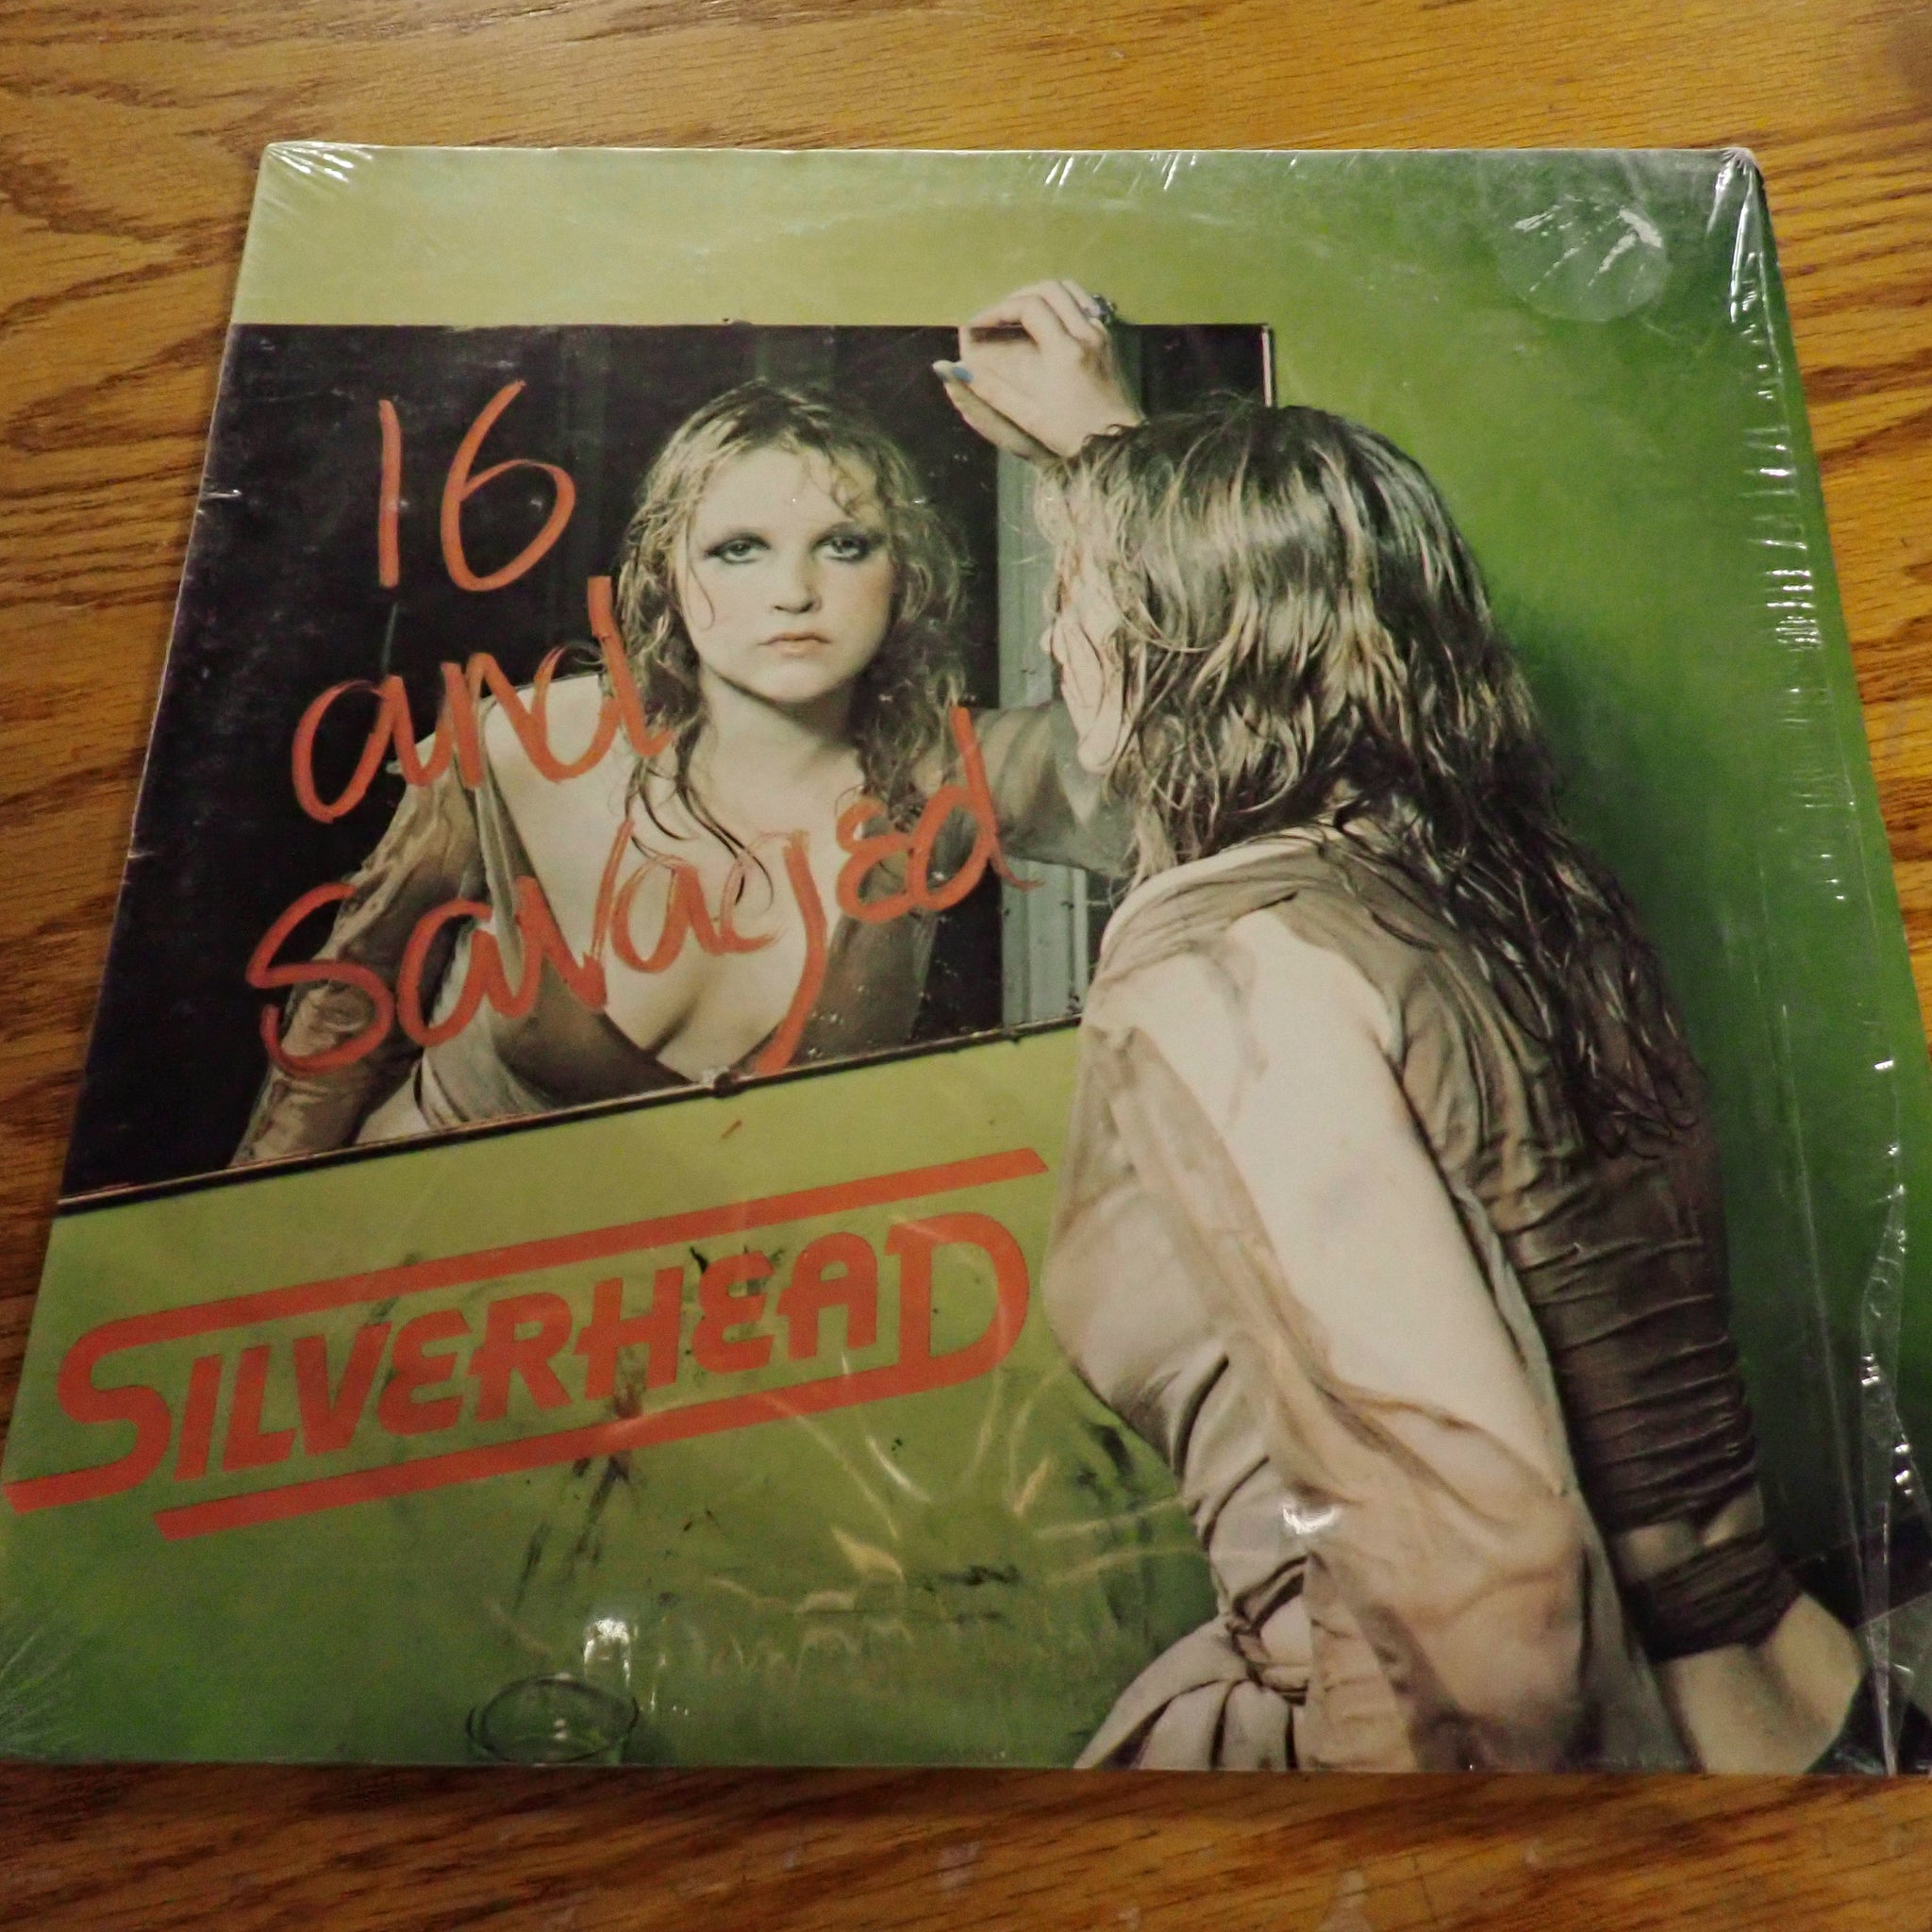 16
and
Savaged
SILVERHEAD